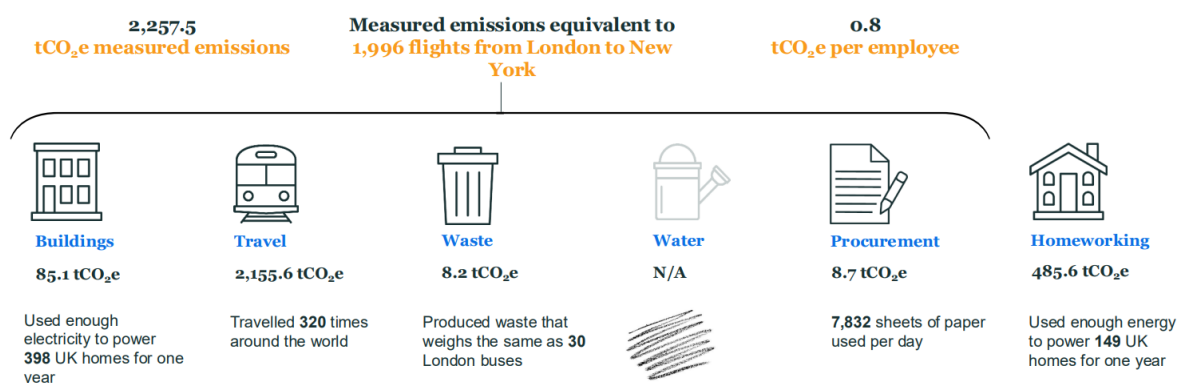 2,257.5
tCO₂e measured emissions
Measured emissions equivalent to
1,996 flights from London to New
York
0.8
tCO₂e per employee
Buildings
85.1 tCO₂e
Used enough
electricity to power
398 UK homes for one
year
Travel
2,155.6 tCO₂e
Travelled 320 times
around the world
Waste
8.2 tCO₂e
Produced waste that
weighs the same as 30
London buses
Water
N/A
Procurement
8.7 tCO₂e
7,832 sheets of paper
used per day
Homeworking
485.6 tCO₂e
Used enough energy
to power 149 UK
homes for one year